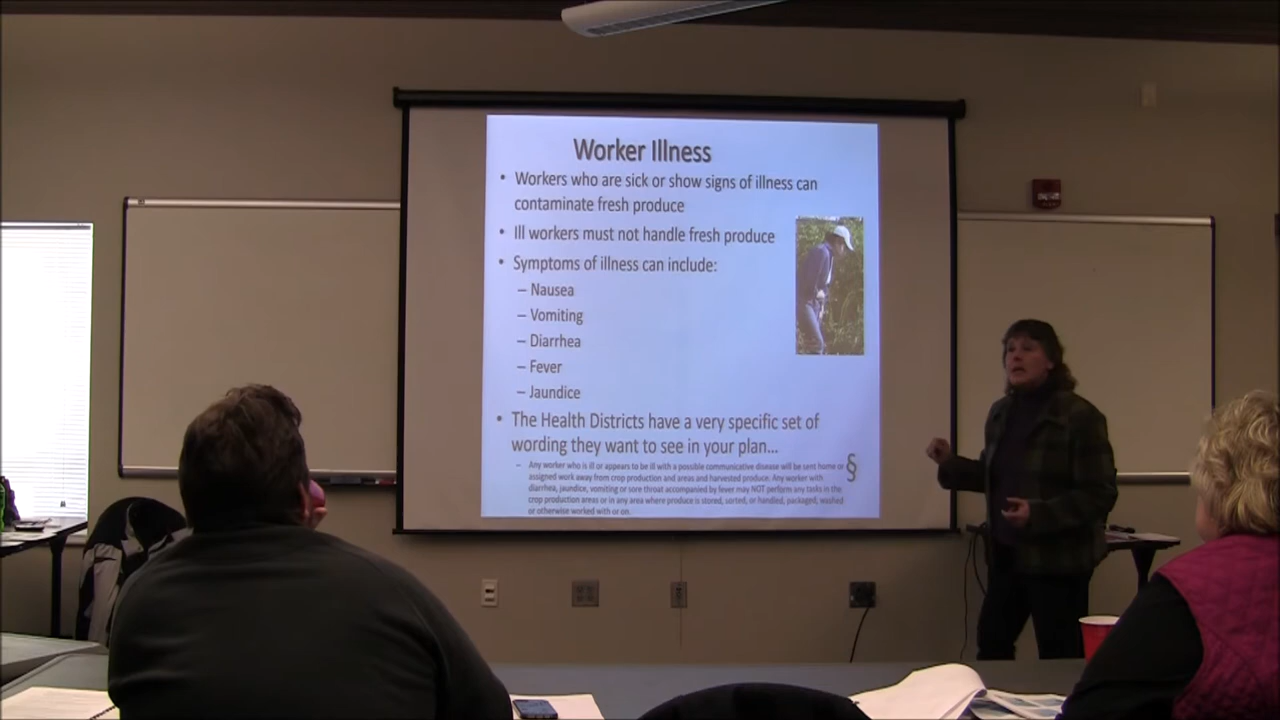 Worker Illness
• Workers who are sick or show signs of illness can
contaminate fresh produce
• Ill workers must not handle fresh produce
• Symptoms of illness can include:
– Nausea
– Vomiting
– Diarrhea
– Fever
– Jaundice
• The Health Districts have a very specific set of
wording they want to see in your plan...
– Any worker who is ill or appears to be ill with a possible communicative disease will be sent home or
assigned work away from crop production and areas and harvested produce. Any worker with
diarrhea, jaundice, vomiting or sore throat accompanied by fever may NOT perform any tasks in the
crop production areas or in any area where produce is stored, sorted, or handled, packaged, washed
or otherwise worked with or on.
§